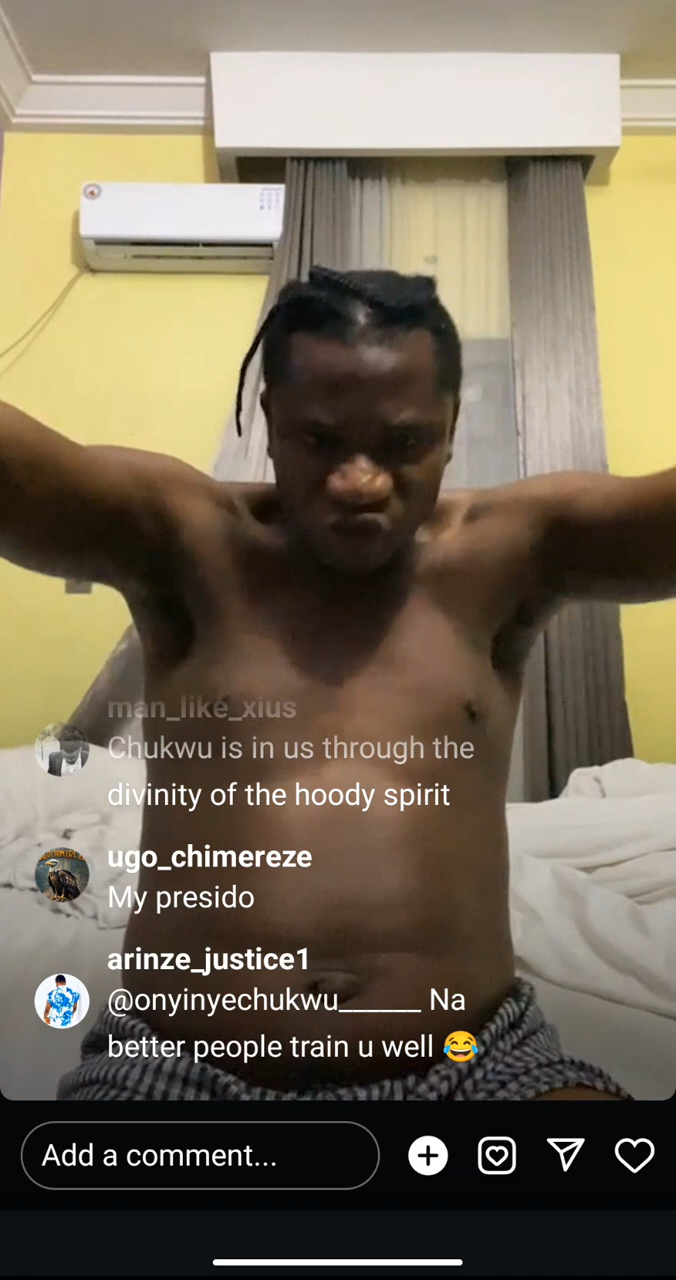 man_like_xius
Chukwu is in us through the
divinity of the hoody spirit
ugo_chimereze
My presido
arinze_justice1
@onyinyechukwu______ Na
better people train u well 😂
Add a comment...